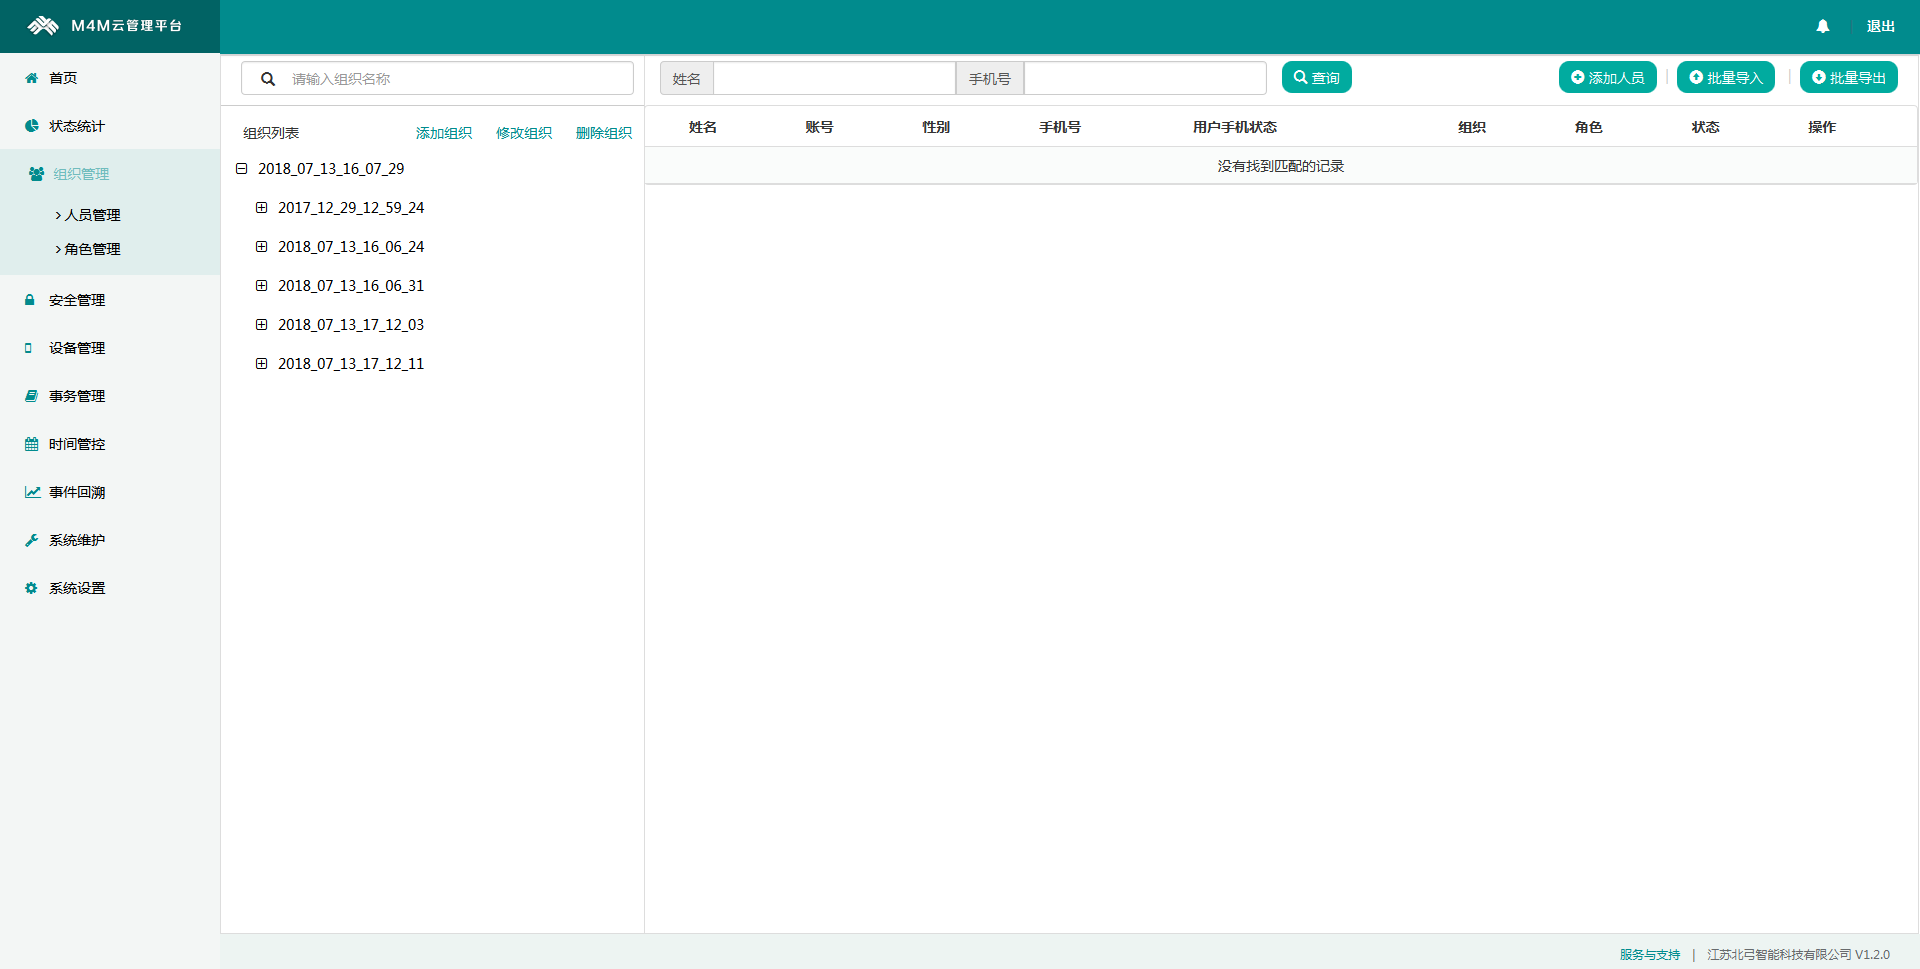 M4M云管理平台
退出
首页
状态统计
组织管理
人员管理
角色管理
安全管理
设备管理
事务管理
时间管控
事件回溯
系统维护
系统设置
请输入组织名称
组织列表 添加组织 修改组织 删除组织
2018_07_13_16_07_29
2017_12_29_12_59_24
2018_07_13_16_06_24
2018_07_13_16_06_31
2018_07_13_17_12_03
2018_07_13_17_12_11
姓名 手机号 查询 添加人员 | 批量导入 | 批量导出
姓名 账号 性别 手机号 用户手机状态 组织 角色 状态 操作
没有找到匹配的记录
服务与支持 | 江苏北弓智能科技有限公司 V1.2.0